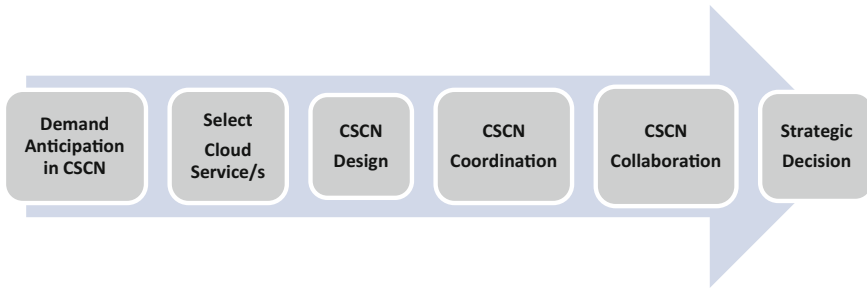 Demand
Anticipation
in CSCN
Select
Cloud
Service/s
CSCN
Design
CSCN
Coordination
CSCN
Collaboration
Strategic
Decision